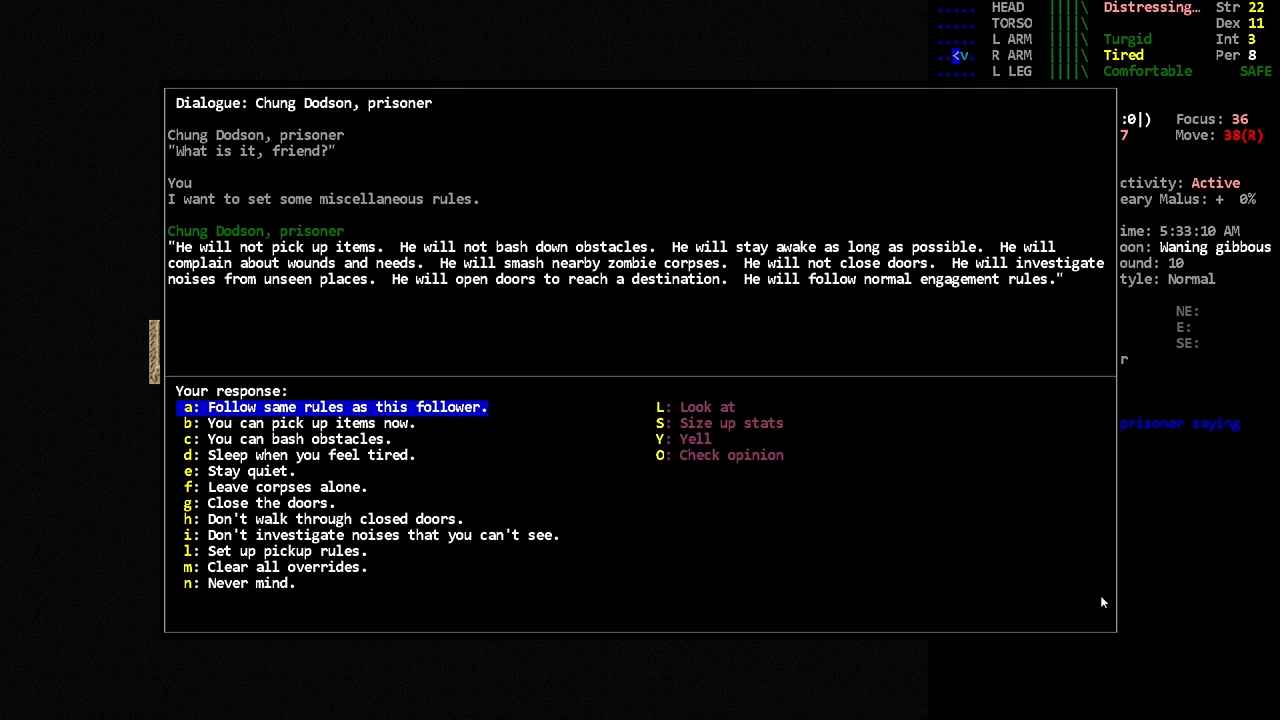 HEAD ||||\ Distressing… Str 22
TORSO ||||\ Dex 11
L ARM ||||\ Turgid Int 3
<v R ARM ||||\ Tired Per 8
L LEG ||||\ Comfortable SAFE
Dialogue: Chung Dodson, prisoner
:0|) Focus: 36
7 Move: 38(R)
Chung Dodson, prisoner
"What is it, friend?"
You
I want to set some miscellaneous rules.
ctivity: Active
eary Malus: + 0%
Chung Dodson, prisoner
"He will not pick up items.  He will not bash down obstacles.  He will stay awake as long as possible.  He will
complain about wounds and needs.  He will smash nearby zombie corpses.  He will not close doors.  He will investigate
noises from unseen places.  He will open doors to reach a destination.  He will follow normal engagement rules."
ime: 5:33:10 AM
oon: Waning gibbous
ound: 10
tyle: Normal
NE:
E:
SE:
r
Your response:
a: Follow same rules as this follower.
b: You can pick up items now.
c: You can bash obstacles.
d: Sleep when you feel tired.
e: Stay quiet.
f: Leave corpses alone.
g: Close the doors.
h: Don't walk through closed doors.
i: Don't investigate noises that you can't see.
l: Set up pickup rules.
m: Clear all overrides.
n: Never mind.
L: Look at
S: Size up stats
Y: Yell
O: Check opinion
prisoner saying